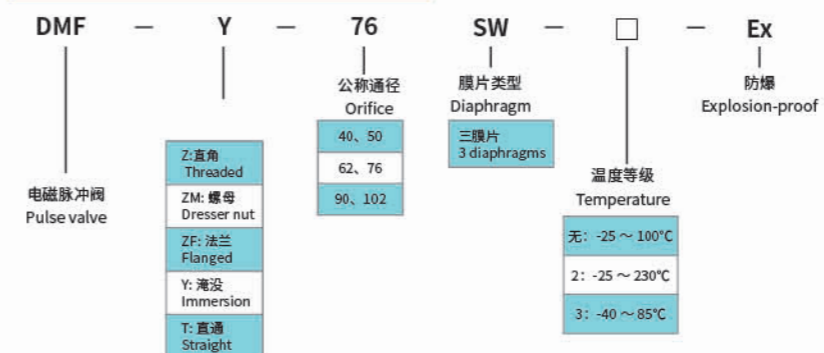 DMF — Y — 76 SW — □ — Ex
公称通径
Orifice
膜片类型
Diaphragm
防爆
Explosion-proof
40、50
62、76
90、102
三膜片
3 diaphragms
电磁脉冲阀
Pulse valve
Z:直角
Threaded
ZM: 螺母
Dresser nut
ZF: 法兰
Flanged
Y: 淹没
Immersion
T: 直通
Straight
温度等级
Temperature
无: -25～100℃
2: -25～230℃
3: -40～85℃